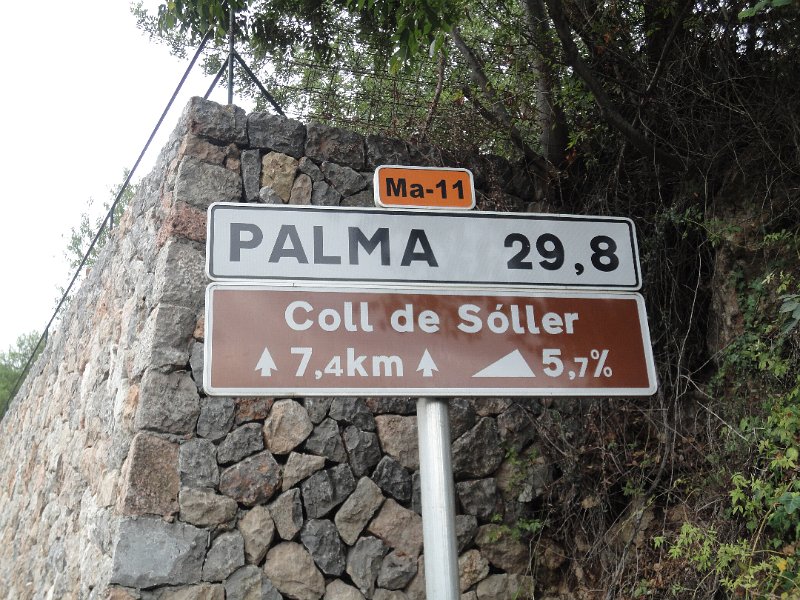 Ma-11
PALMA 29,8
Coll de Sóller
7,4km 5,7%